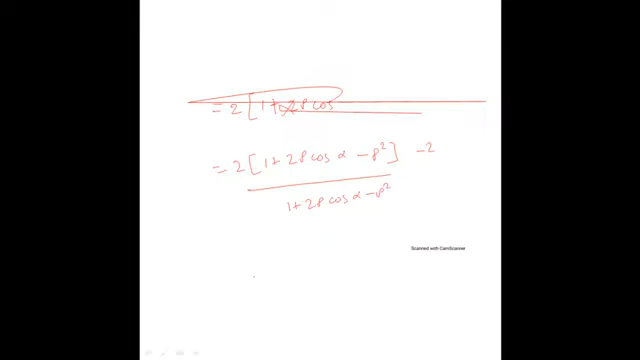 = 2 [ 1 + 2ρ cos
= 2 [ 1 + 2ρ cos α - ρ² ] - 2
1 + 2ρ cos α - ρ²
Scanned with CamScanner